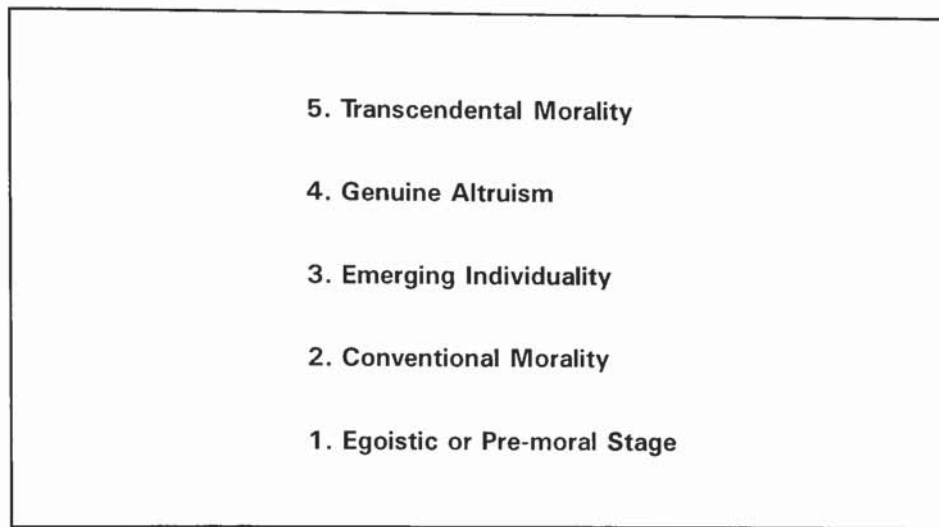 5. Transcendental Morality
4. Genuine Altruism
3. Emerging Individuality
2. Conventional Morality
1. Egoistic or Pre-moral Stage